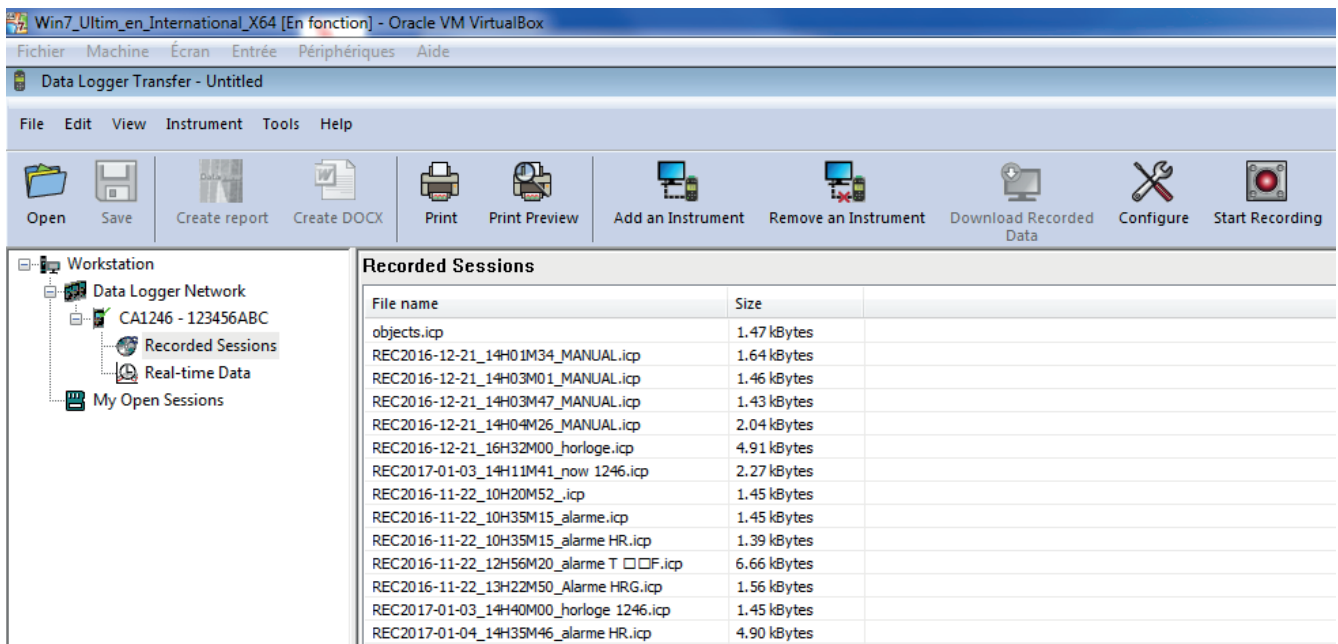 Win7_Ultim_en_International_X64 [En fonction] - Oracle VM VirtualBox
Fichier Machine Écran Entrée Périphériques Aide
Data Logger Transfer - Untitled
File Edit View Instrument Tools Help
Open Save Create report Create DOCX Print Print Preview Add an Instrument Remove an Instrument Download Recorded Data Configure Start Recording
Workstation
Data Logger Network
CA1246 - 123456ABC
Recorded Sessions
Real-time Data
My Open Sessions
Recorded Sessions
File name Size
objects.icp 1.47 kBytes
REC2016-12-21_14H01M34_MANUAL.icp 1.64 kBytes
REC2016-12-21_14H03M01_MANUAL.icp 1.46 kBytes
REC2016-12-21_14H03M47_MANUAL.icp 1.43 kBytes
REC2016-12-21_14H04M26_MANUAL.icp 2.04 kBytes
REC2016-12-21_16H32M00_horloge.icp 4.91 kBytes
REC2017-01-03_14H11M41_now 1246.icp 2.27 kBytes
REC2016-11-22_10H20M52_.icp 1.45 kBytes
REC2016-11-22_10H35M15_alarme.icp 1.45 kBytes
REC2016-11-22_10H35M15_alarme HR.icp 1.39 kBytes
REC2016-11-22_12H56M20_alarme T □□F.icp 6.66 kBytes
REC2016-11-22_13H22M50_Alarme HRG.icp 1.56 kBytes
REC2017-01-03_14H40M00_horloge 1246.icp 1.45 kBytes
REC2017-01-04_14H35M46_alarme HR.icp 4.90 kBytes